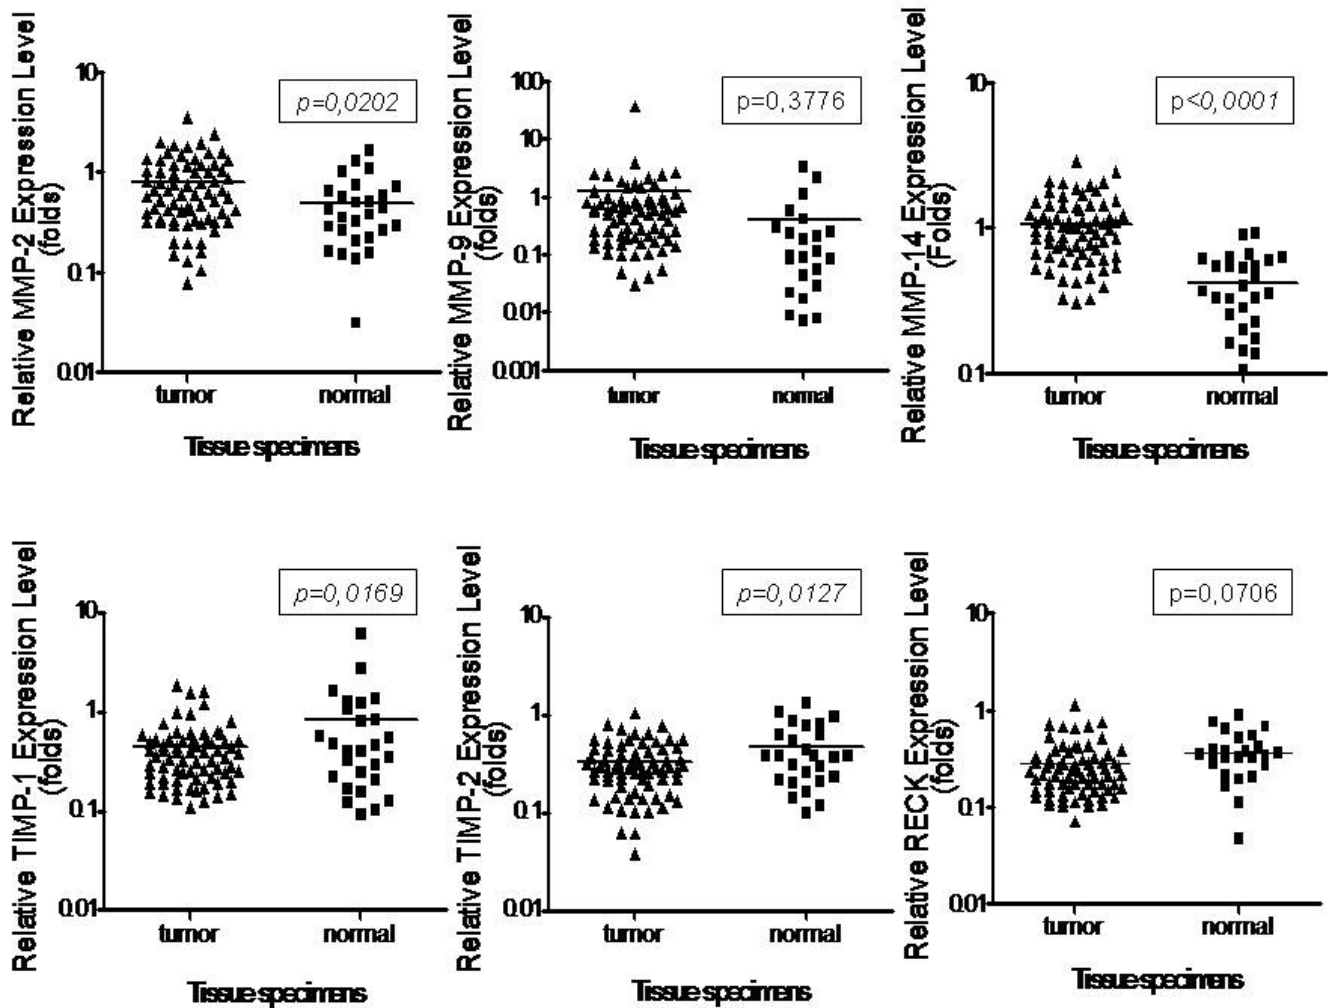 Relative MMP-2 Expression Level
(folds)
10
1
0.1
0.01
p=0,0202
tumor normal
Tissue specimens
Relative MMP-9 Expression Level
(folds)
100
10
1
0.1
0.01
0.001
p=0,3776
tumor normal
Tissue specimens
Relative MMP-14 Expression Level
(Folds)
10
1
0.1
p<0,0001
tumor normal
Tissue specimens
Relative TIMP-1 Expression Level
(folds)
10
1
0.1
0.01
p=0,0169
tumor normal
Tissue specimens
Relative TIMP-2 Expression Level
(folds)
10
1
0.1
0.01
p=0,0127
tumor normal
Tissue specimens
Relative RECK Expression Level
(folds)
10
1
0.1
0.01
p=0,0706
tumor normal
Tissue specimens